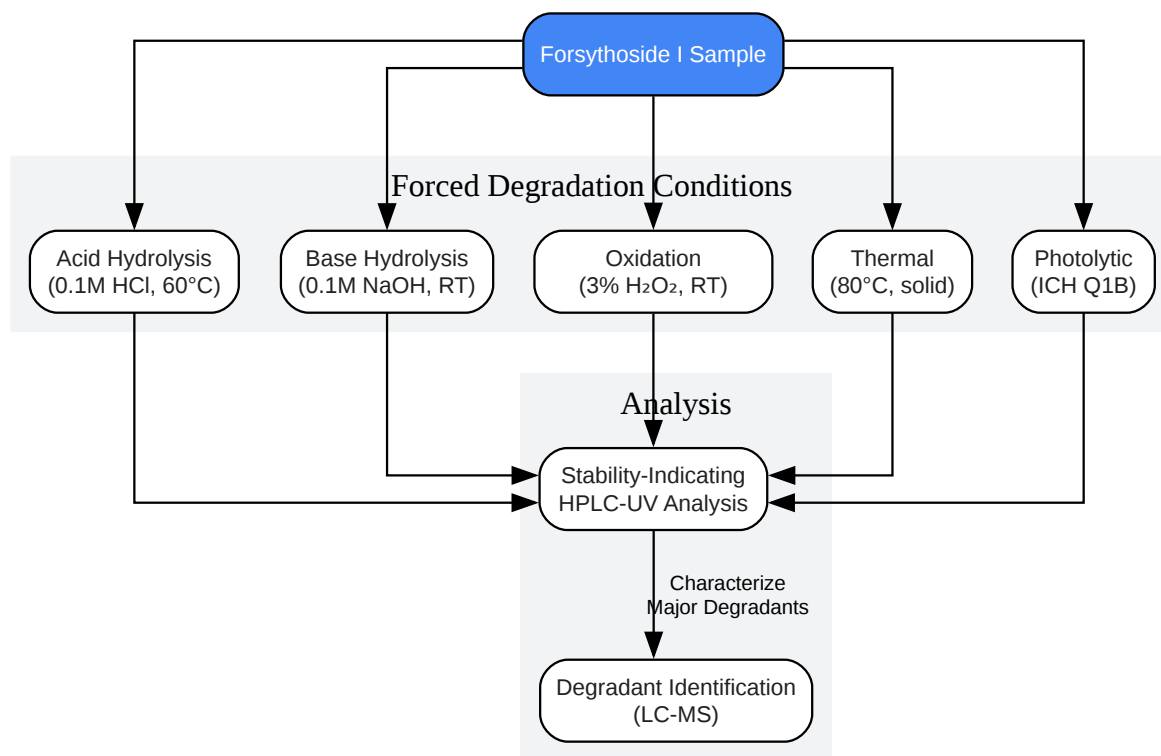 Forsythoside I Sample
Forced Degradation Conditions
Acid Hydrolysis
(0.1M HCl, 60°C)
Base Hydrolysis
(0.1M NaOH, RT)
Oxidation
(3% H₂O₂, RT)
Thermal
(80°C, solid)
Photolytic
(ICH Q1B)
Analysis
Stability-Indicating
HPLC-UV Analysis
Characterize
Major Degradants
Degradant Identification
(LC-MS)